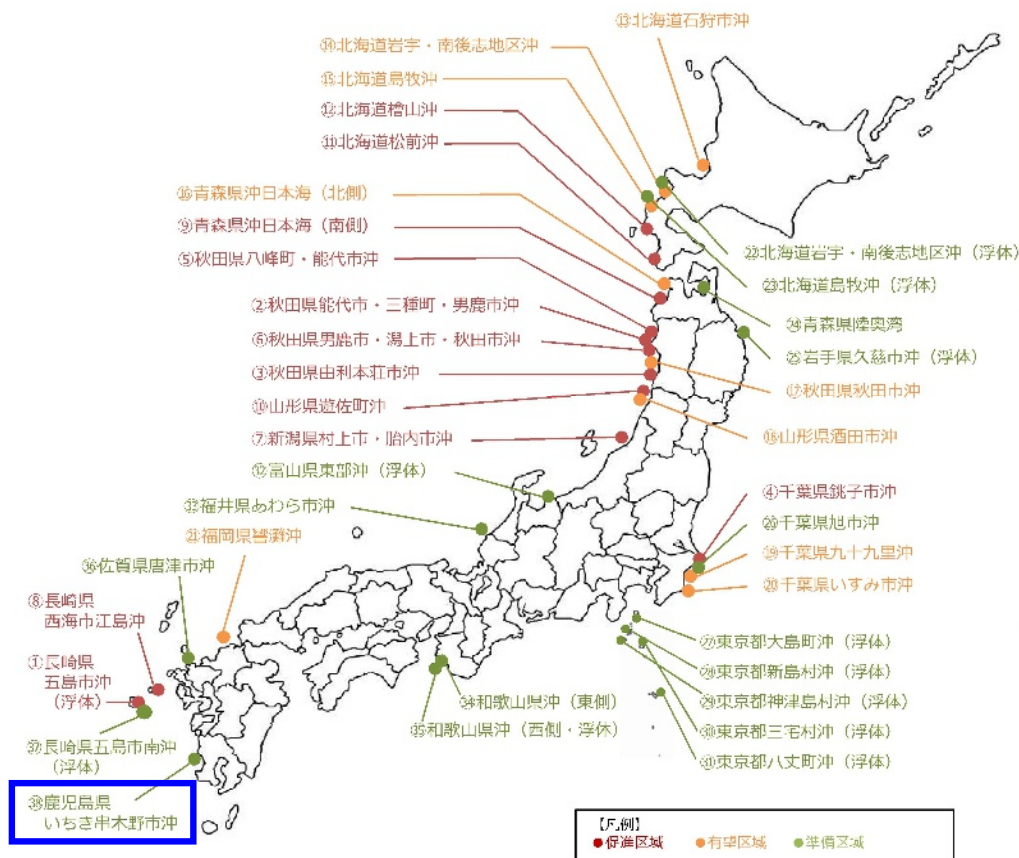 ⑬北海道石狩市沖
⑭北海道岩宇・南後志地区沖
⑮北海道島牧沖
⑫北海道檜山沖
⑪北海道松前沖
⑯青森県沖日本海（北側）
⑨青森県沖日本海（南側）
⑤秋田県八峰町・能代市沖
②秋田県能代市・三種町・男鹿市沖
⑥秋田県男鹿市・潟上市・秋田市沖
③秋田県由利本荘市沖
⑩山形県遊佐町沖
⑦新潟県村上市・胎内市沖
㉜富山県東部沖（浮体）
㉝福井県あわら市沖
㉑福岡県響灘沖
㊱佐賀県唐津市沖
⑧長崎県
西海市江島沖
①長崎県
五島市沖
（浮体）
㊲長崎県五島市南沖
（浮体）
㊳鹿児島県
いちき串木野市沖
㉒北海道岩宇・南後志地区沖（浮体）
㉓北海道島牧沖（浮体）
㉔青森県陸奥湾
㉕岩手県久慈市沖（浮体）
⑰秋田県秋田市沖
⑱山形県酒田市沖
④千葉県銚子市沖
㉖千葉県旭市沖
⑲千葉県九十九里沖
⑳千葉県いすみ市沖
㉗東京都大島町沖（浮体）
㉘東京都新島村沖（浮体）
㉙東京都神津島村沖（浮体）
㉚東京都三宅村沖（浮体）
㉛東京都八丈町沖（浮体）
㉞和歌山県沖（東側）
㉟和歌山県沖（西側・浮体）
【凡例】
●促進区域 ●有望区域 ●準備区域